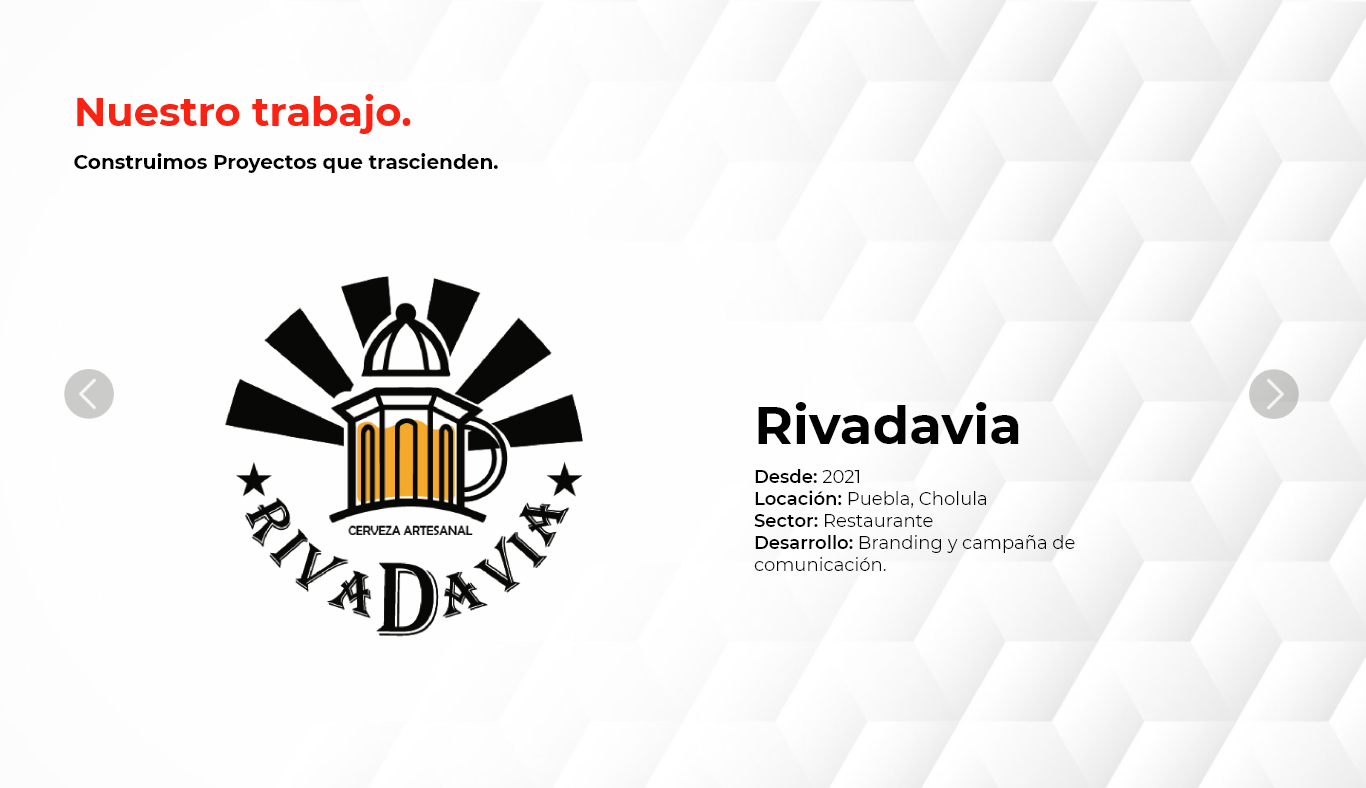 Nuestro trabajo.
Construimos Proyectos que trascienden.
CERVEZA ARTESANAL
RIVADAVIA
Rivadavia
Desde: 2021
Locación: Puebla, Cholula
Sector: Restaurante
Desarrollo: Branding y campaña de
comunicación.